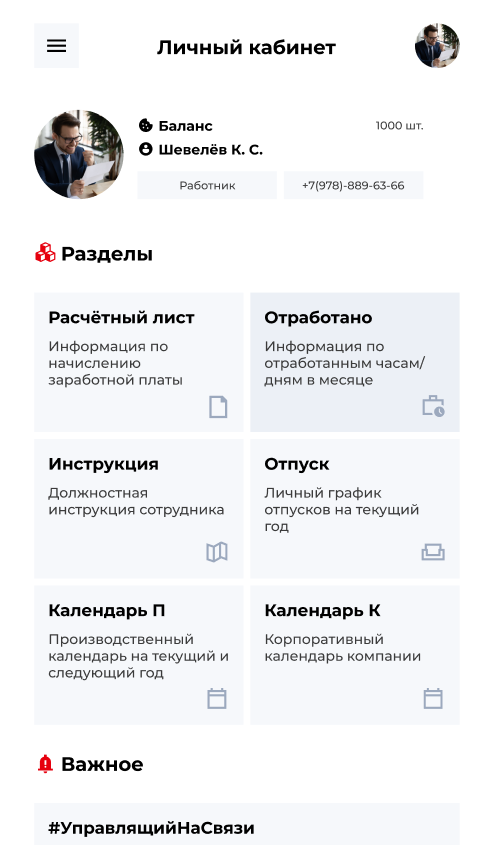 Личный кабинет
Баланс 1000 шт.
Шевелёв К. С.
Работник +7(978)-889-63-66
Разделы
Расчётный лист
Информация по
начислению
заработной платы
Отработано
Информация по
отработанным часам/
дням в месяце
Инструкция
Должностная
инструкция сотрудника
Отпуск
Личный график
отпусков на текущий
год
Календарь П
Производственный
календарь на текущий и
следующий год
Календарь К
Корпоративный
календарь компании
Важное
#УправлящийНаСвязи